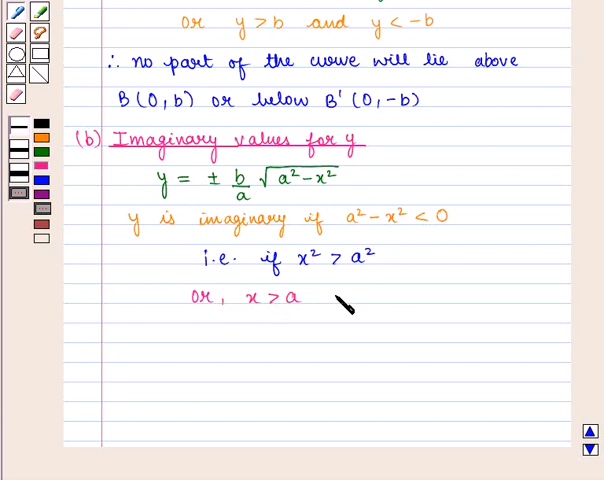 or y > b and y < -b
∴ no part of the curve will lie above
B (0, b) or below B' (0, -b)
(b) Imaginary values for y
y = ± b/a √(a² - x²)
y is imaginary if a² - x² < 0
i.e. if x² > a²
or, x > a